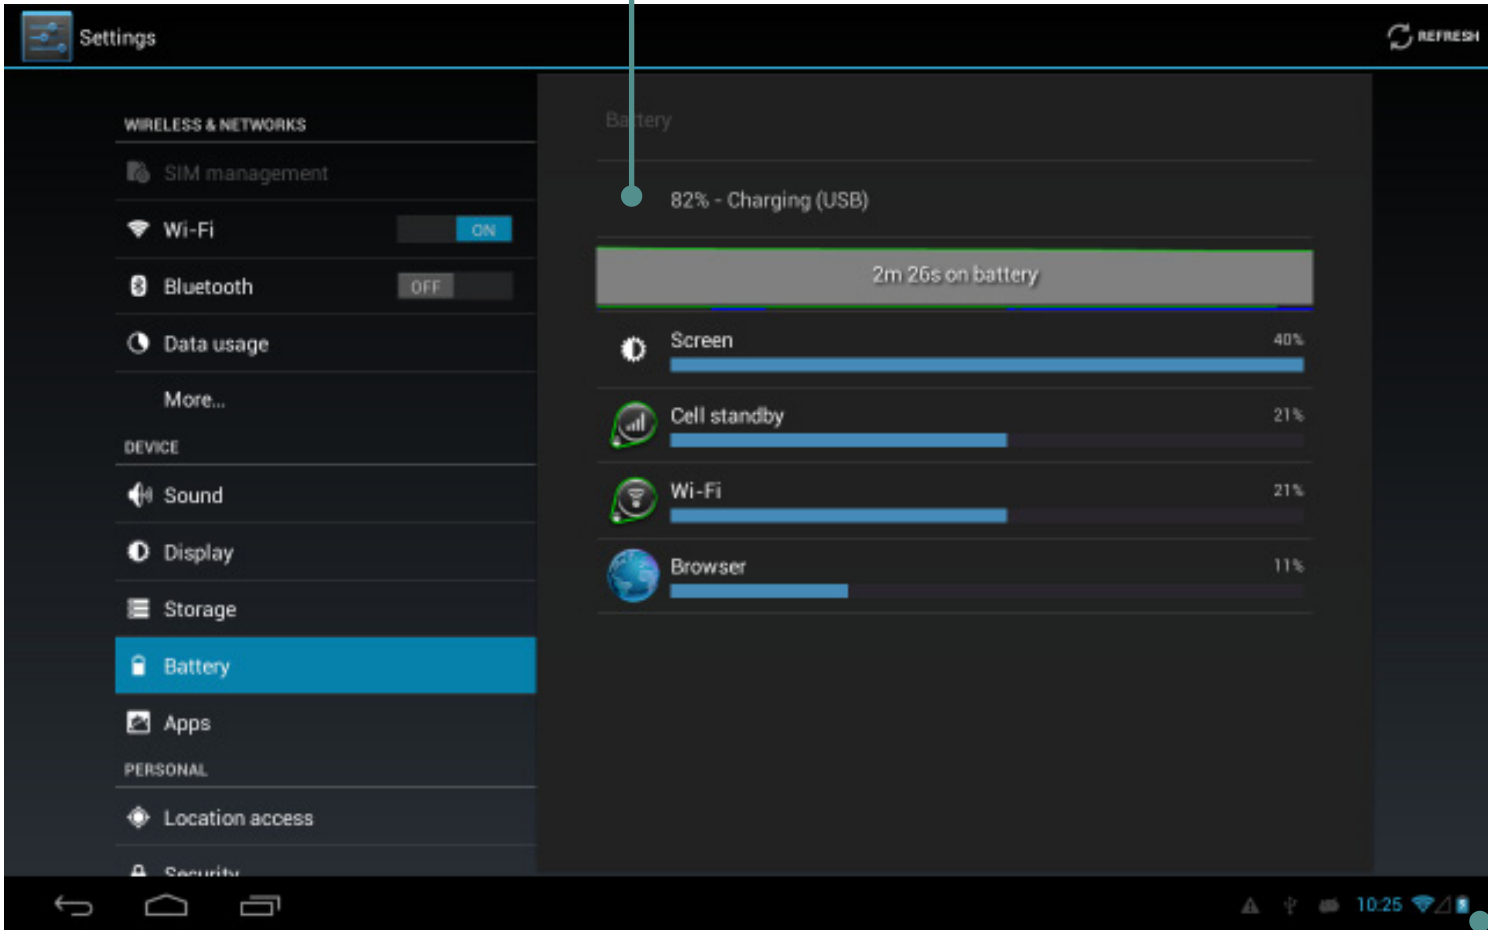 Settings
REFRESH
WIRELESS & NETWORKS
SIM management
Wi-Fi
ON
Bluetooth
OFF
Data usage
More...
DEVICE
Sound
Display
Storage
Battery
Apps
PERSONAL
Location access
Security
Battery
82% - Charging (USB)
2m 26s on battery
Screen
40%
Cell standby
21%
Wi-Fi
21%
Browser
11%
10:25